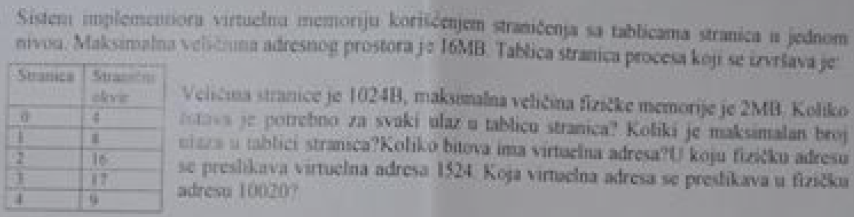 Sistem implementiora virtuelnu memoriju korišćenjem straničenja sa tablicama stranica u jednom
nivou. Maksimalna veličina adresnog prostora je 16MB. Tablica stranica procesa koji se izvršava je:
Stranica Stranični
okvir
0 4
1 8
2 16
3 17
4 9
Veličina stranice je 1024B, maksimalna veličina fizičke memorije je 2MB. Koliko
bitova je potrebno za svaki ulaz u tablicu stranica? Koliki je maksimalan broj
ulaza u tablici stranica?Koliko bitova ima virtuelna adresa?U koju fizičku adresu
se preslikava virtuelna adresa 1524. Koja virtuelna adresa se preslikava u fizičku
adresu 10020?